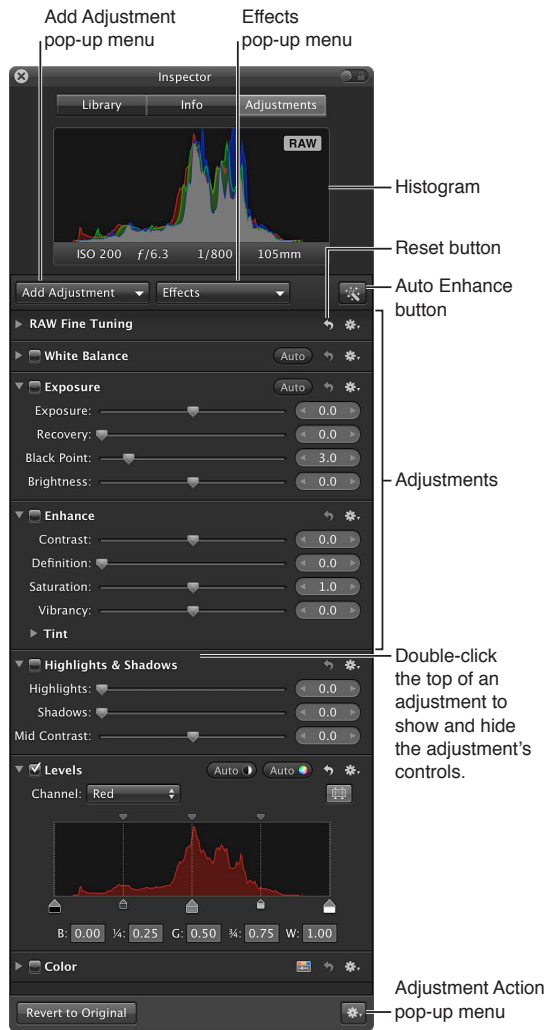 Add Adjustment
pop-up menu
Effects
pop-up menu
Inspector
Library Info Adjustments
RAW
Histogram
ISO 200 ƒ/6.3 1/800 105mm
Reset button
Add Adjustment Effects
Auto Enhance
button
RAW Fine Tuning
White Balance Auto
Exposure Auto
Exposure: 0.0
Recovery: 0.0
Black Point: 3.0
Brightness: 0.0
Adjustments
Enhance
Contrast: 0.0
Definition: 0.0
Saturation: 1.0
Vibrancy: 0.0
Tint
Double-click
the top of an
adjustment to
show and hide
the adjustment’s
controls.
Highlights & Shadows
Highlights: 0.0
Shadows: 0.0
Mid Contrast: 0.0
Levels Auto Auto
Channel: Red
B: 0.00 ¼: 0.25 G: 0.50 ¾: 0.75 W: 1.00
Color
Revert to Original
Adjustment Action
pop-up menu